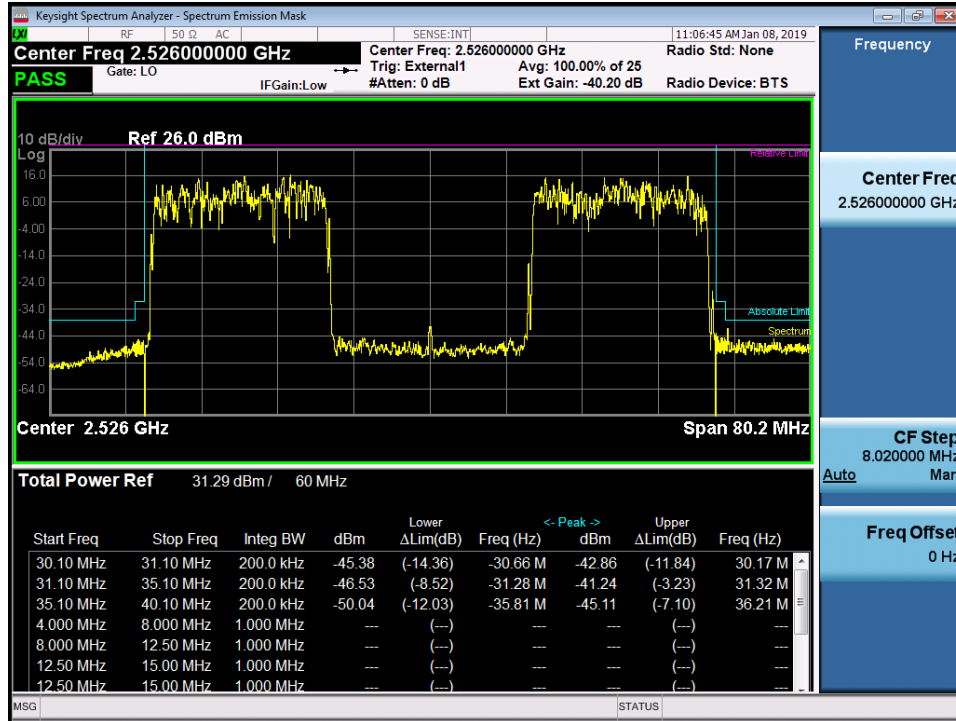 Keysight Spectrum Analyzer - Spectrum Emission Mask
LXI RF 50 Ω AC SENSE:INT 11:06:45 AM Jan 08, 2019
Center Freq 2.526000000 GHz
Center Freq: 2.526000000 GHz
Radio Std: None
PASS
Gate: LO
Trig: External1
Avg: 100.00% of 25
IFGain:Low
#Atten: 0 dB
Ext Gain: -40.20 dB
Radio Device: BTS
10 dB/div
Ref 26.0 dBm
Log
Relative Limit
16.0
6.00
-4.00
-14.0
-24.0
-34.0
Absolute Limit
Spectrum
-44.0
-54.0
-64.0
Center 2.526 GHz
Span 80.2 MHz
Total Power Ref 31.29 dBm / 60 MHz
Lower <- Peak -> Upper
Start Freq Stop Freq Integ BW dBm ΔLim(dB) Freq (Hz) dBm ΔLim(dB) Freq (Hz)
30.10 MHz 31.10 MHz 200.0 kHz -45.38 (-14.36) -30.66 M -42.86 (-11.84) 30.17 M
31.10 MHz 35.10 MHz 200.0 kHz -46.53 (-8.52) -31.28 M -41.24 (-3.23) 31.32 M
35.10 MHz 40.10 MHz 200.0 kHz -50.04 (-12.03) -35.81 M -45.11 (-7.10) 36.21 M
4.000 MHz 8.000 MHz 1.000 MHz --- (---) --- --- (---) ---
8.000 MHz 12.50 MHz 1.000 MHz --- (---) --- --- (---) ---
12.50 MHz 15.00 MHz 1.000 MHz --- (---) --- --- (---) ---
12.50 MHz 15.00 MHz 1.000 MHz --- (---) --- --- (---) ---
MSG
STATUS
Frequency
Center Freq
2.526000000 GHz
CF Step
8.020000 MHz
Auto Man
Freq Offset
0 Hz